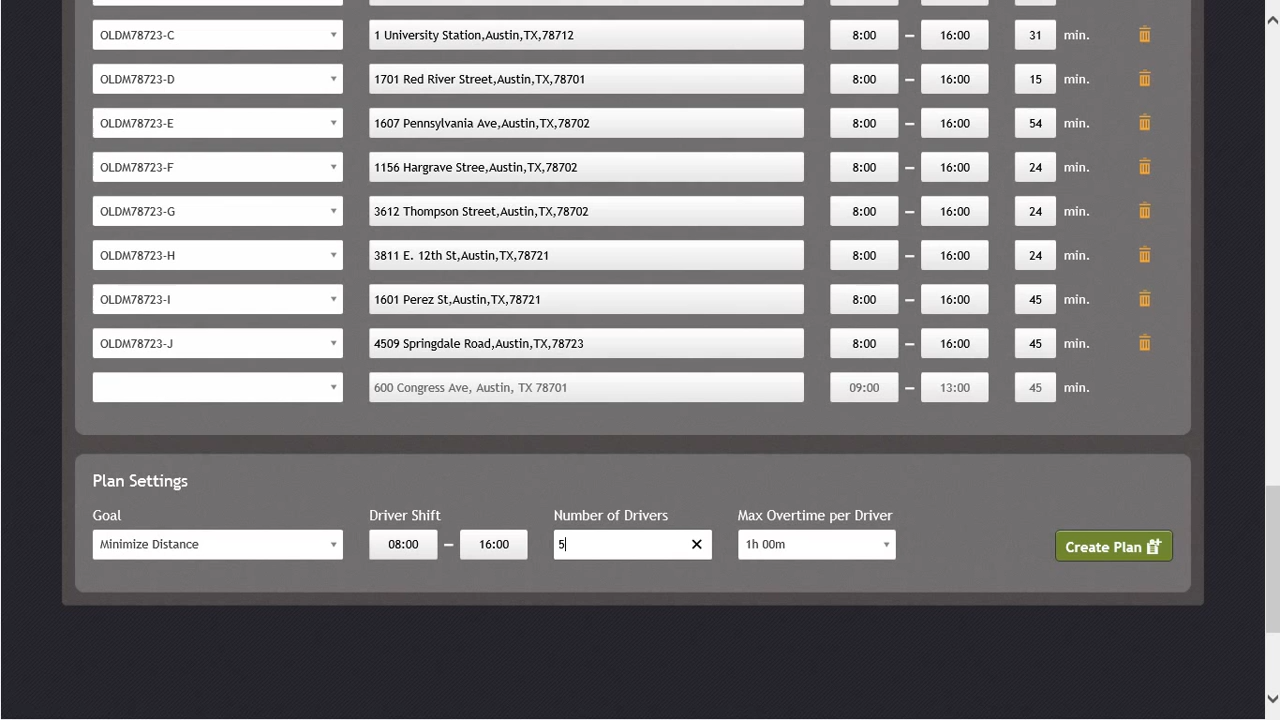 OLDM78723-C 1 University Station,Austin,TX,78712 8:00 – 16:00 31 min.
OLDM78723-D 1701 Red River Street,Austin,TX,78701 8:00 – 16:00 15 min.
OLDM78723-E 1607 Pennsylvania Ave,Austin,TX,78702 8:00 – 16:00 54 min.
OLDM78723-F 1156 Hargrave Stree,Austin,TX,78702 8:00 – 16:00 24 min.
OLDM78723-G 3612 Thompson Street,Austin,TX,78702 8:00 – 16:00 24 min.
OLDM78723-H 3811 E. 12th St,Austin,TX,78721 8:00 – 16:00 24 min.
OLDM78723-I 1601 Perez St,Austin,TX,78721 8:00 – 16:00 45 min.
OLDM78723-J 4509 Springdale Road,Austin,TX,78723 8:00 – 16:00 45 min.
600 Congress Ave, Austin, TX 78701 09:00 – 13:00 45 min.
Plan Settings
Goal Driver Shift Number of Drivers Max Overtime per Driver
Minimize Distance 08:00 – 16:00 5 1h 00m Create Plan